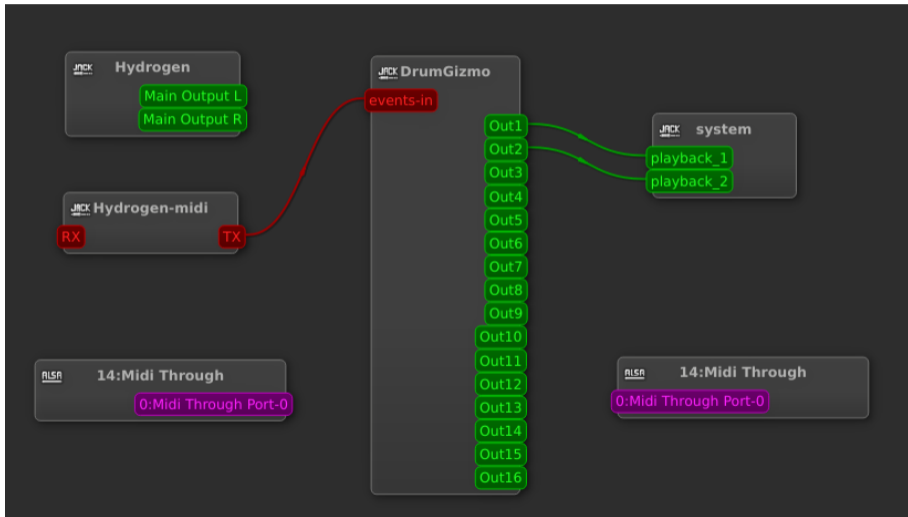 JACK Hydrogen
Main Output L
Main Output R
JACK Hydrogen-midi
RX TX
ALSA 14:Midi Through
0:Midi Through Port-0
JACK DrumGizmo
events-in
Out1
Out2
Out3
Out4
Out5
Out6
Out7
Out8
Out9
Out10
Out11
Out12
Out13
Out14
Out15
Out16
JACK system
playback_1
playback_2
ALSA 14:Midi Through
0:Midi Through Port-0